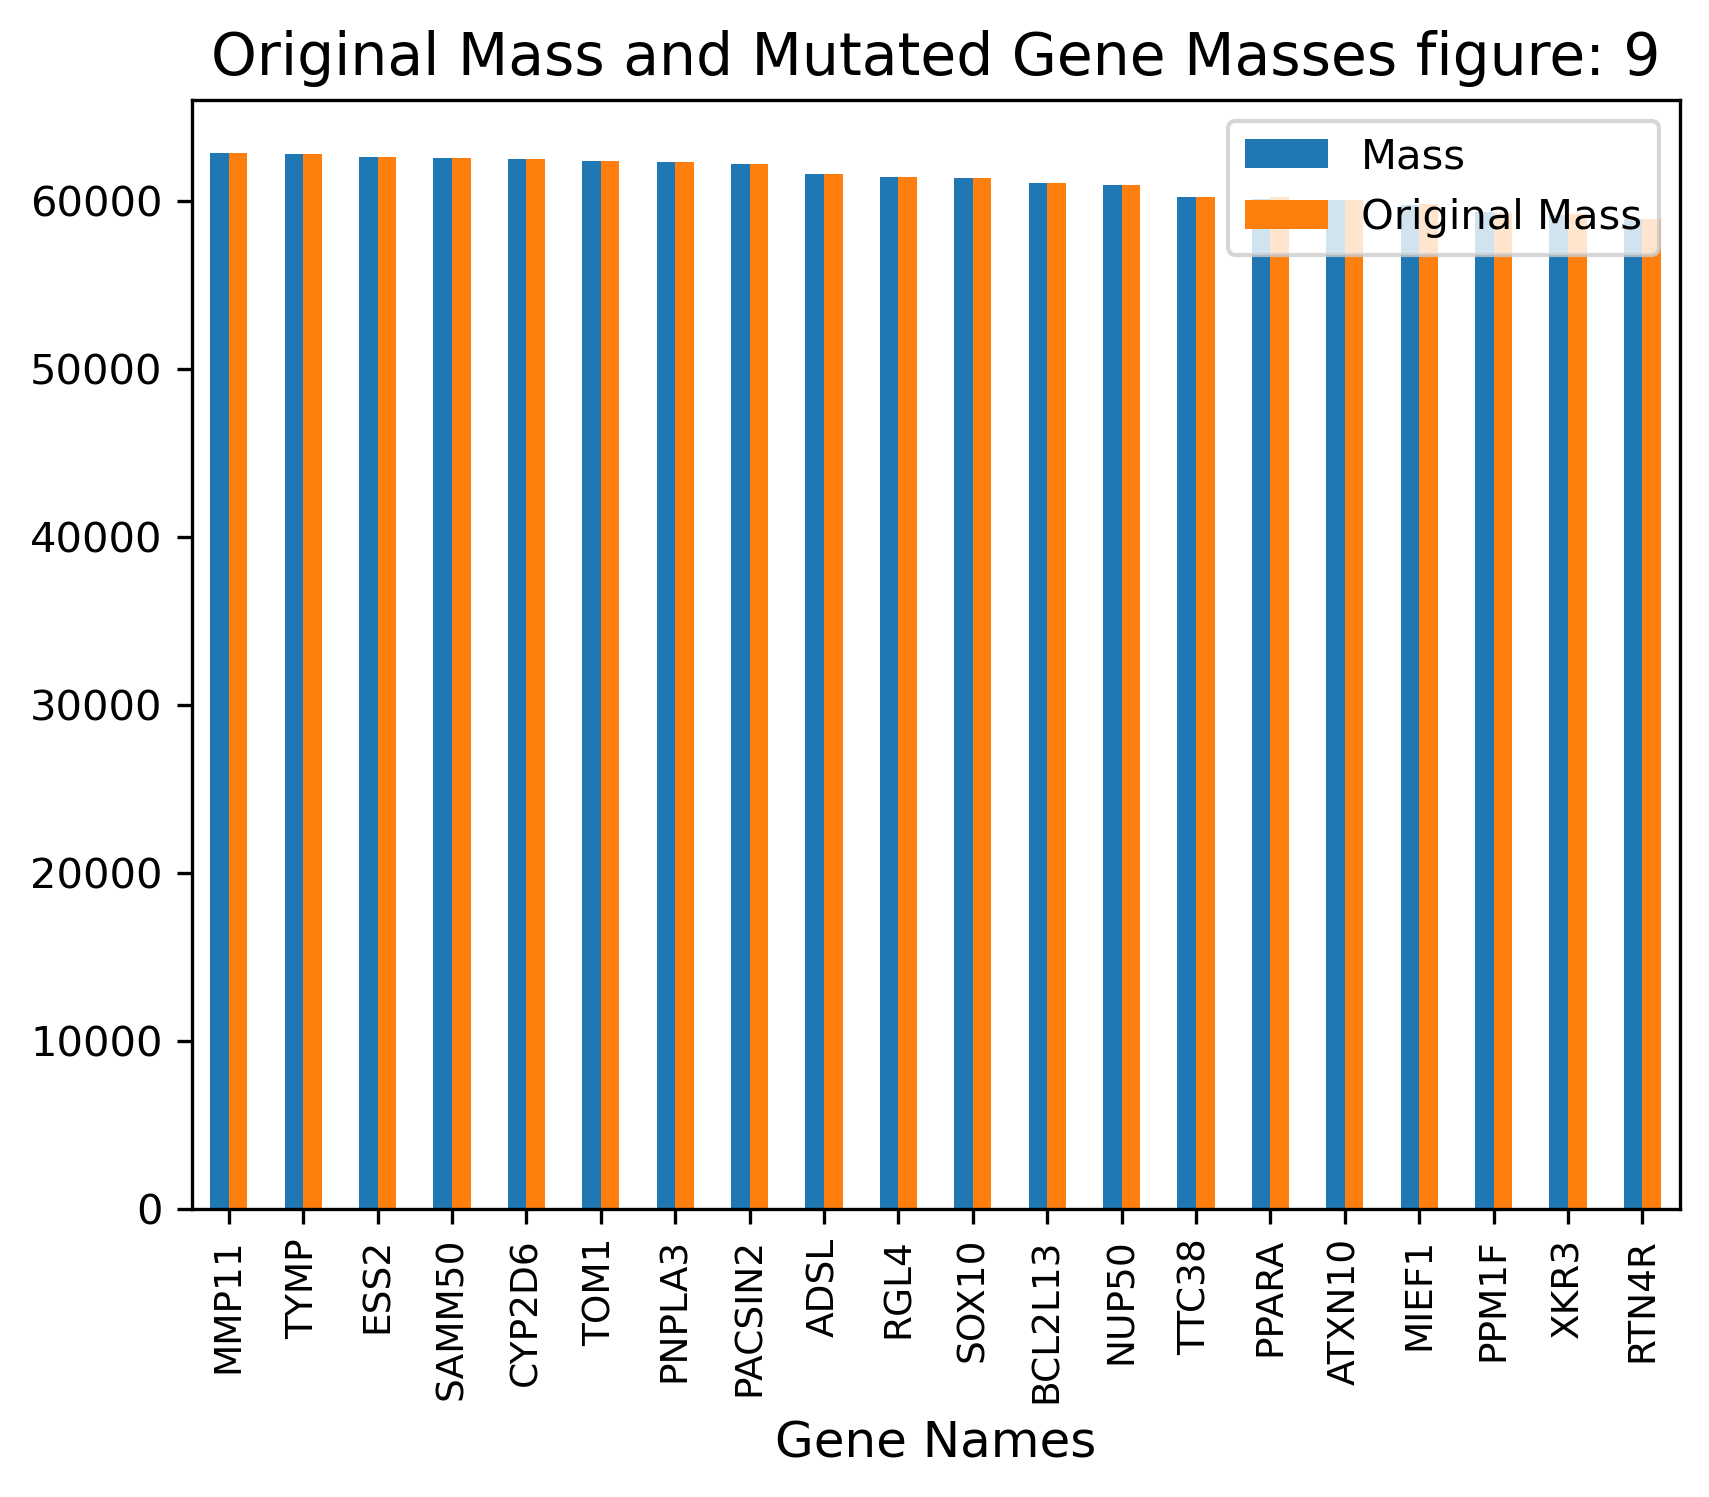 Original Mass and Mutated Gene Masses figure: 9
Mass
Original Mass
60000
50000
40000
30000
20000
10000
0
MMP11
TYMP
ESS2
SAMM50
CYP2D6
TOM1
PNPLA3
PACSIN2
ADSL
RGL4
SOX10
BCL2L13
NUP50
TTC38
PPARA
ATXN10
MIEF1
PPM1F
XKR3
RTN4R
Gene Names